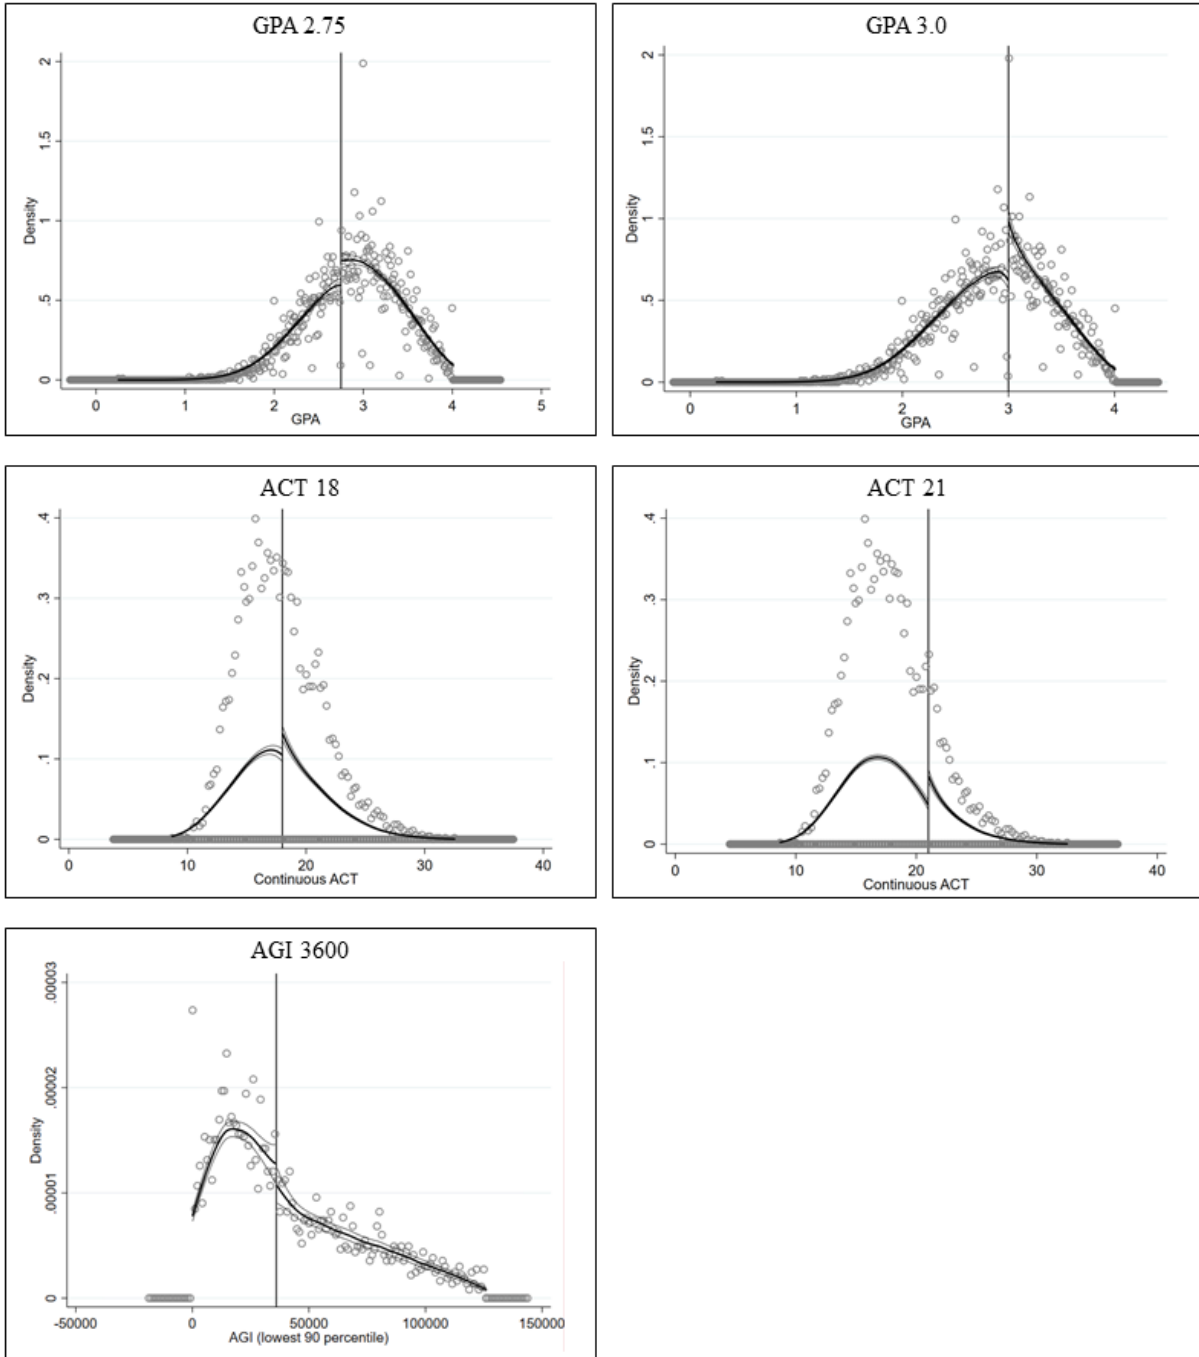 GPA 2.75
2
1.5
1
.5
0
Density
0 1 2 3 4 5
GPA
GPA 3.0
2
1.5
1
.5
0
Density
0 1 2 3 4
GPA
ACT 18
.4
.3
.2
.1
0
Density
0 10 20 30 40
Continuous ACT
ACT 21
.4
.3
.2
.1
0
Density
0 10 20 30 40
Continuous ACT
AGI 3600
.00003
.00002
.00001
0
Density
-50000 0 50000 100000 150000
AGI (lowest 90 percentile)